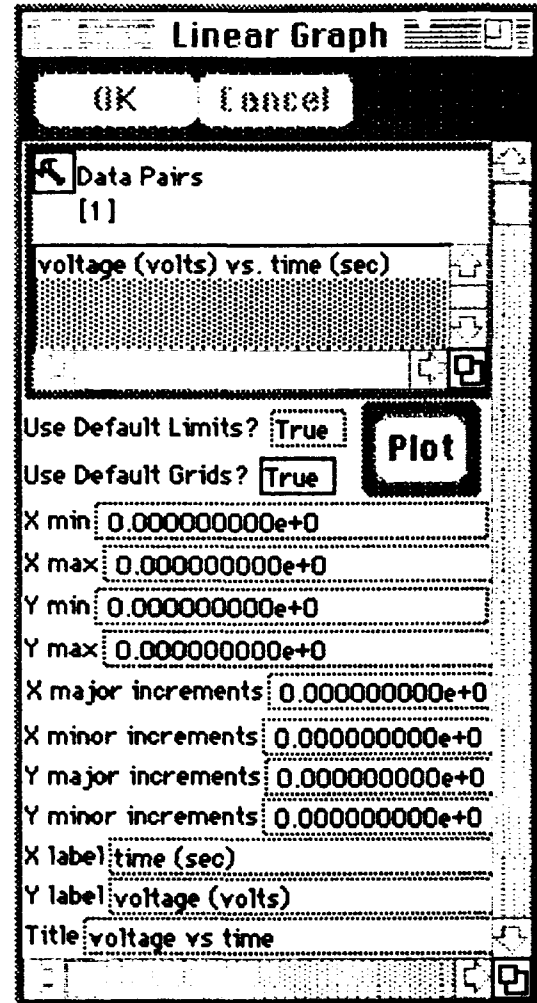 Linear Graph
OK Cancel
Data Pairs
[1]
voltage (volts) vs. time (sec)
Use Default Limits? True
Plot
Use Default Grids? True
X min 0.000000000e+0
X max 0.000000000e+0
Y min 0.000000000e+0
Y max 0.000000000e+0
X major increments 0.000000000e+0
X minor increments 0.000000000e+0
Y major increments 0.000000000e+0
Y minor increments 0.000000000e+0
X label time (sec)
Y label voltage (volts)
Title voltage vs time